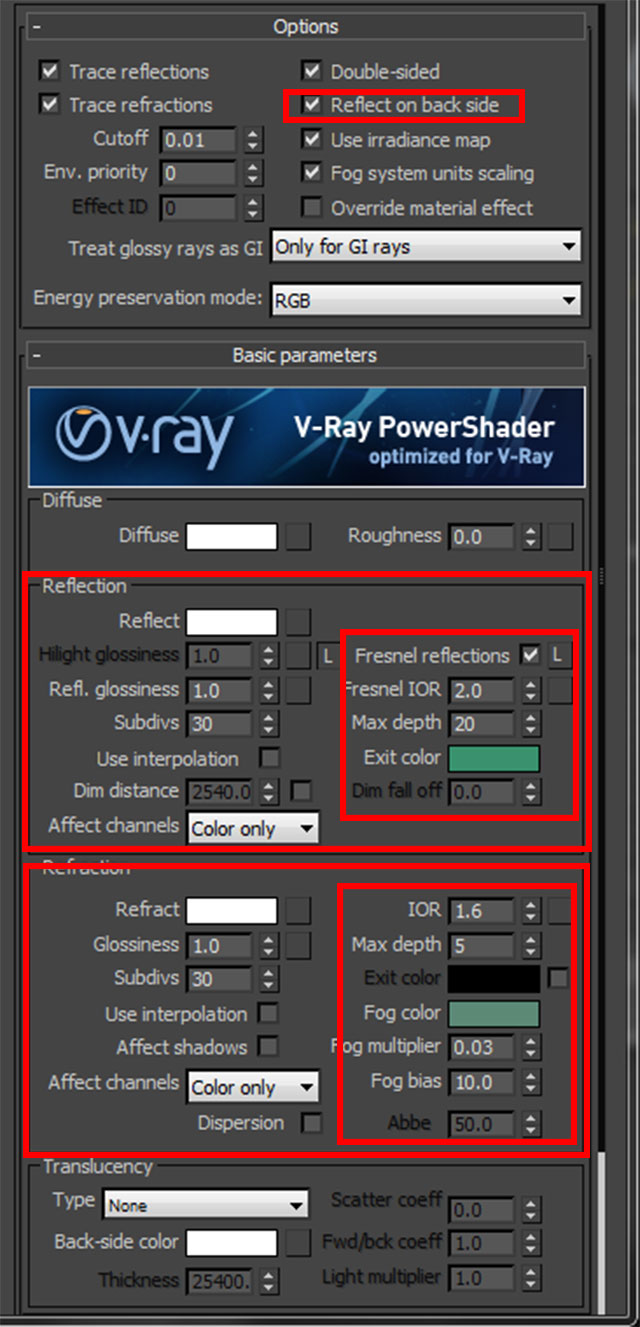 - Options
Trace reflections Double-sided
Trace refractions Reflect on back side
Cutoff 0.01 Use irradiance map
Env. priority 0 Fog system units scaling
Effect ID 0 Override material effect
Treat glossy rays as GI Only for GI rays
Energy preservation mode: RGB
- Basic parameters
v·ray V-Ray PowerShader
optimized for V-Ray
Diffuse
Diffuse Roughness 0.0
Reflection
Reflect
Hilight glossiness 1.0 L Fresnel reflections L
Refl. glossiness 1.0 Fresnel IOR 2.0
Subdivs 30 Max depth 20
Use interpolation Exit color
Dim distance 2540.0 Dim fall off 0.0
Affect channels Color only
Refraction
Refract IOR 1.6
Glossiness 1.0 Max depth 5
Subdivs 30 Exit color
Use interpolation Fog color
Affect shadows Fog multiplier 0.03
Affect channels Color only Fog bias 10.0
Dispersion Abbe 50.0
Translucency
Type None Scatter coeff 0.0
Back-side color Fwd/bck coeff 1.0
Thickness 25400. Light multiplier 1.0